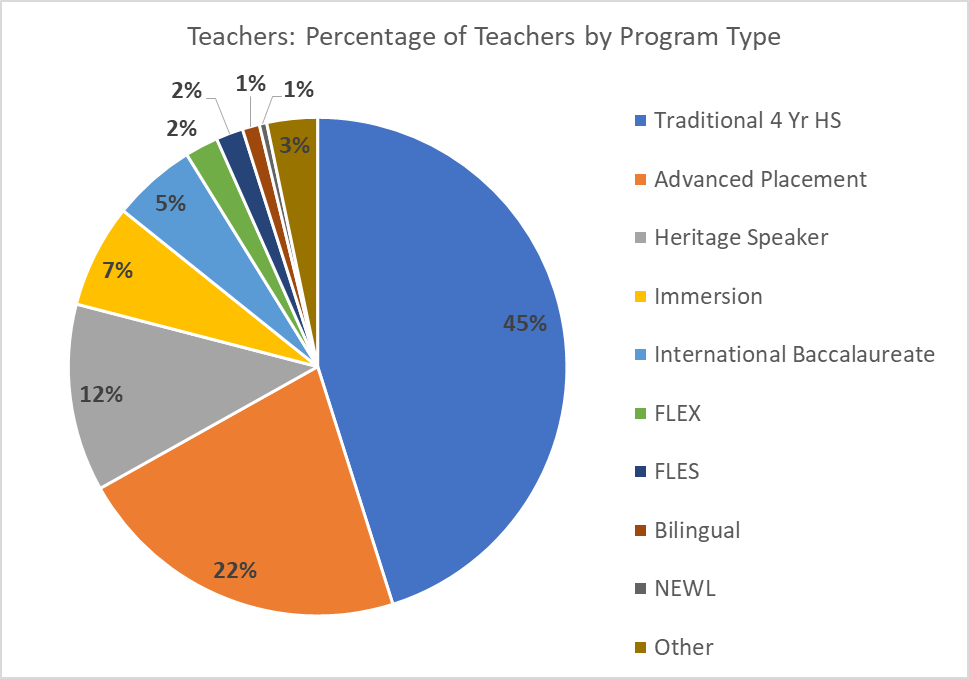 Teachers: Percentage of Teachers by Program Type
2%
1%
1%
2%
3%
5%
7%
45%
12%
22%
Traditional 4 Yr HS
Advanced Placement
Heritage Speaker
Immersion
International Baccalaureate
FLEX
FLES
Bilingual
NEWL
Other